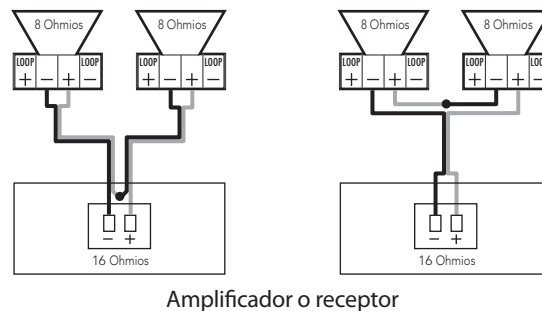 8 Ohmios 8 Ohmios 8 Ohmios 8 Ohmios
LOOP LOOP LOOP LOOP LOOP LOOP LOOP
+ − + − + − + − + − + − + − +
− + − +
16 Ohmios 16 Ohmios
Amplificador o receptor